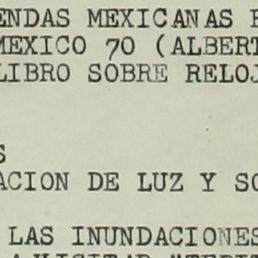 ENDAS MEXICANAS
MEXICO 70 (ALBERT
LIBRO SOBRE RELOJ
S
ACION DE LUZ Y SO
LAS INUNDACIONES